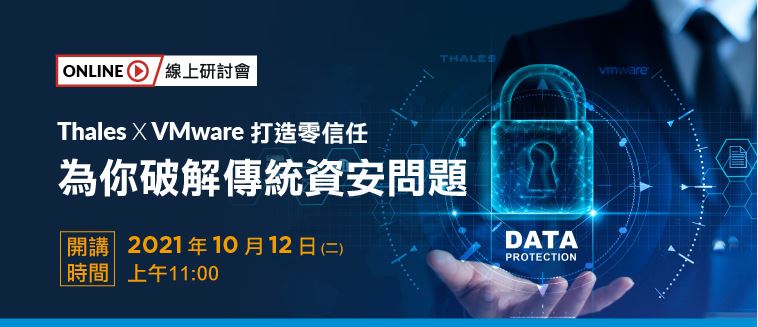 ONLINE 線上研討會
THALES
vmware
Thales X VMware 打造零信任
為你破解傳統資安問題
開講時間
2021 年 10 月 12 日 (二)
上午11:00
DATA
PROTECTION